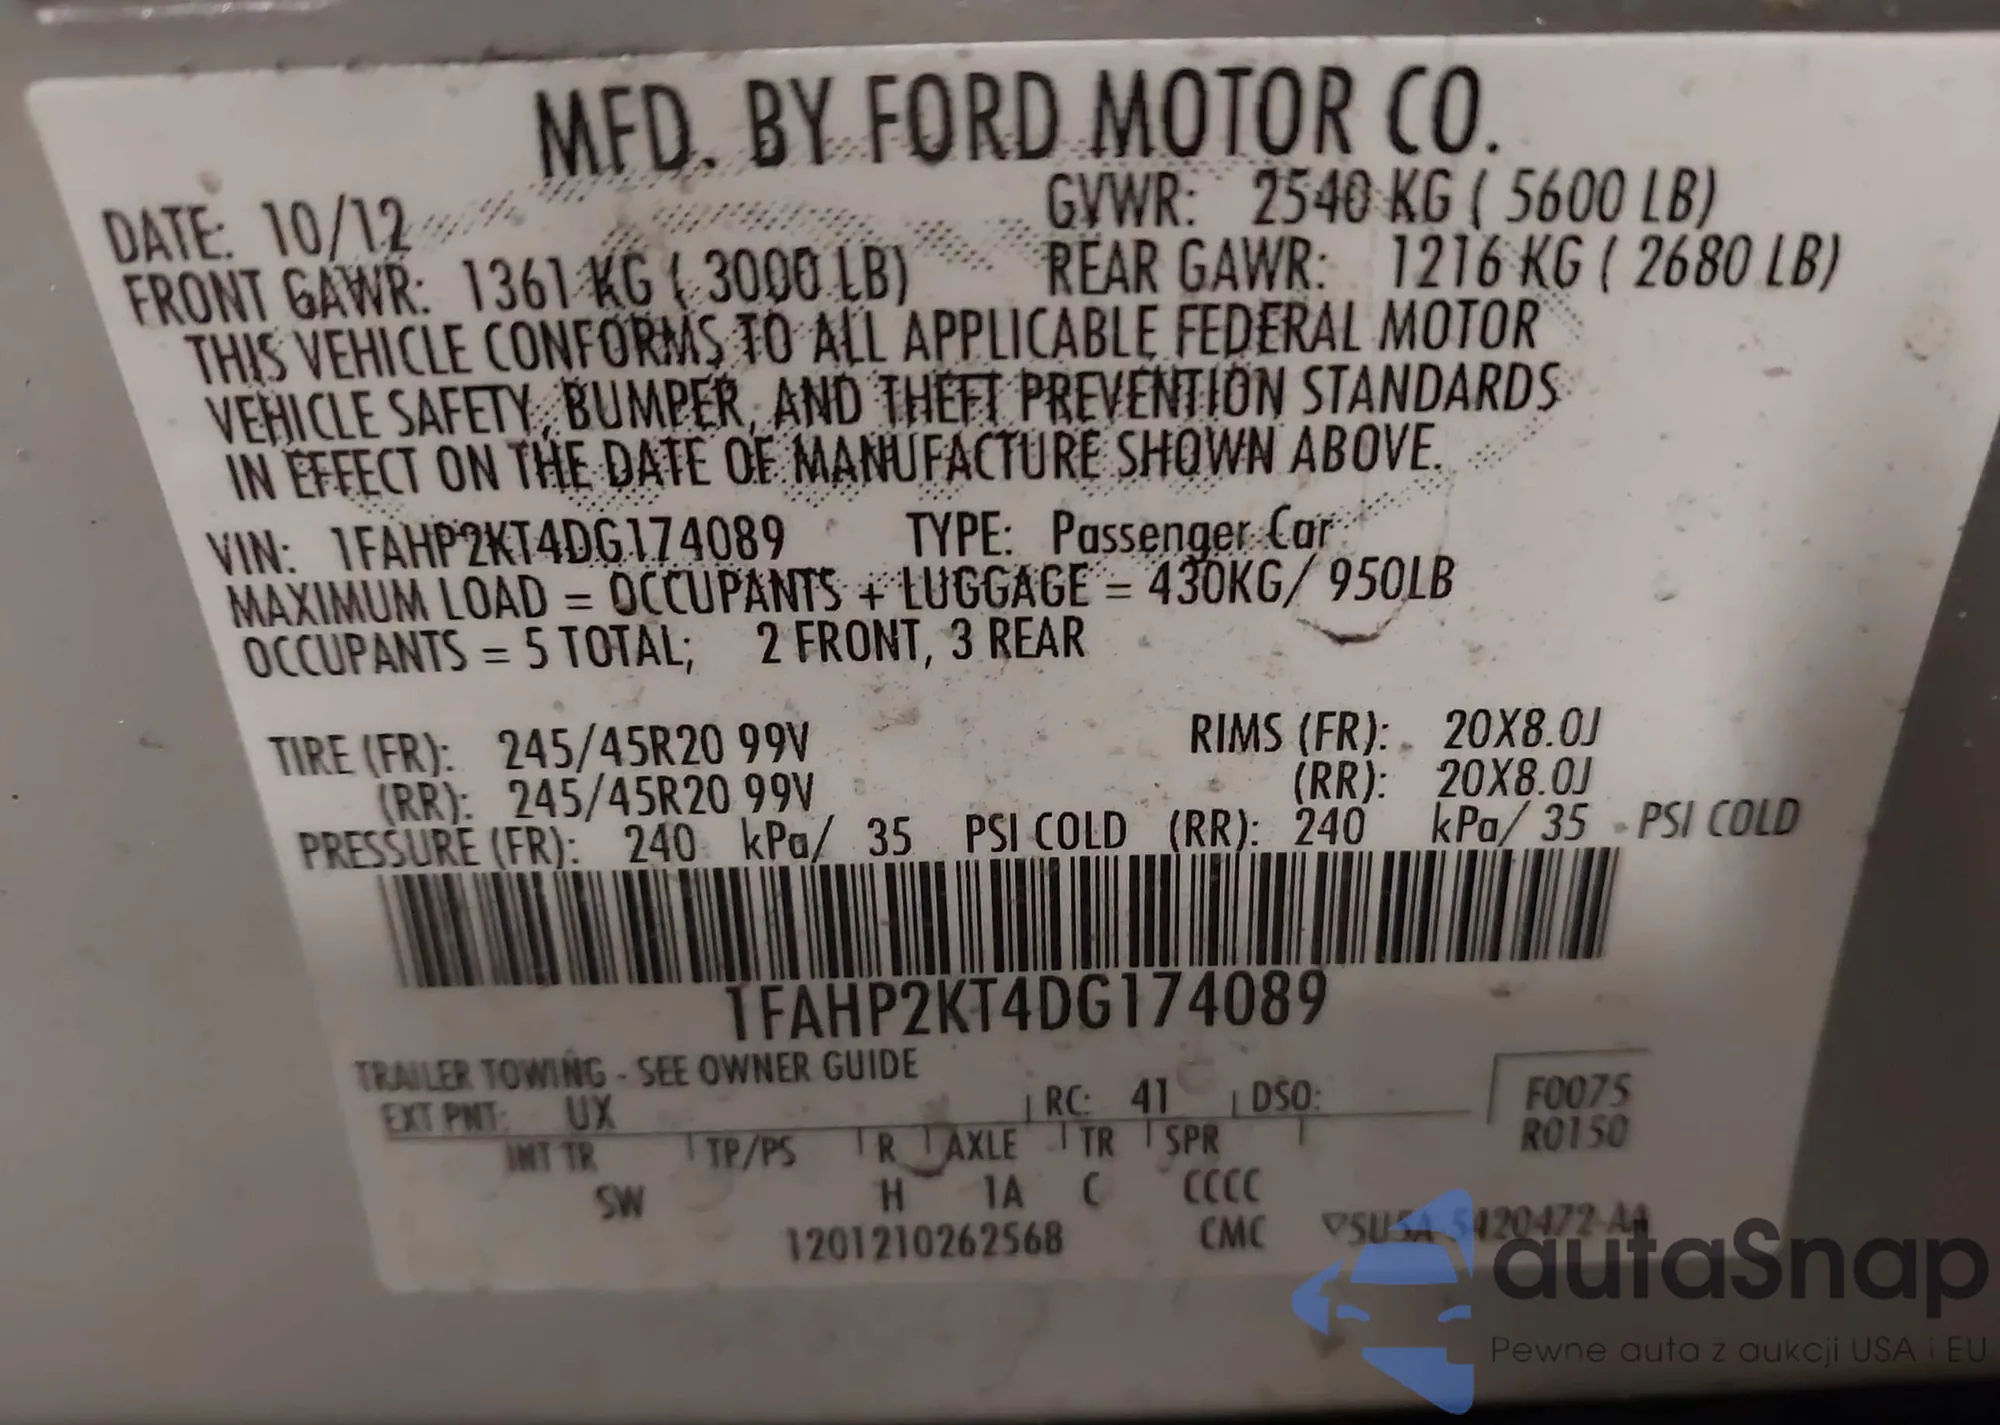 MFD. BY FORD MOTOR CO.
DATE: 10/12 GVWR: 2540 KG ( 5600 LB)
FRONT GAWR: 1361 KG ( 3000 LB) REAR GAWR: 1216 KG ( 2680 LB)
THIS VEHICLE CONFORMS TO ALL APPLICABLE FEDERAL MOTOR
VEHICLE SAFETY, BUMPER, AND THEFT PREVENTION STANDARDS
IN EFFECT ON THE DATE OF MANUFACTURE SHOWN ABOVE.
VIN: 1FAHP2KT4DG174089 TYPE: Passenger Car
MAXIMUM LOAD = OCCUPANTS + LUGGAGE = 430KG/ 950LB
OCCUPANTS = 5 TOTAL; 2 FRONT, 3 REAR
TIRE (FR): 245/45R20 99V RIMS (FR): 20X8.0J
(RR): 245/45R20 99V (RR): 20X8.0J
PRESSURE (FR): 240 kPa/ 35 PSI COLD (RR): 240 kPa/ 35 PSI COLD
1FAHP2KT4DG174089
TRAILER TOWING - SEE OWNER GUIDE
EXT PNT: UX RC: 41 DSO: F0075
INT TR TP/PS R AXLE TR SPR R0150
SW H 1A C CCCC
1201210262568 CMC ▽5U5A-5420472-AA
autaSnap
Pewne auta z aukcji USA i EU